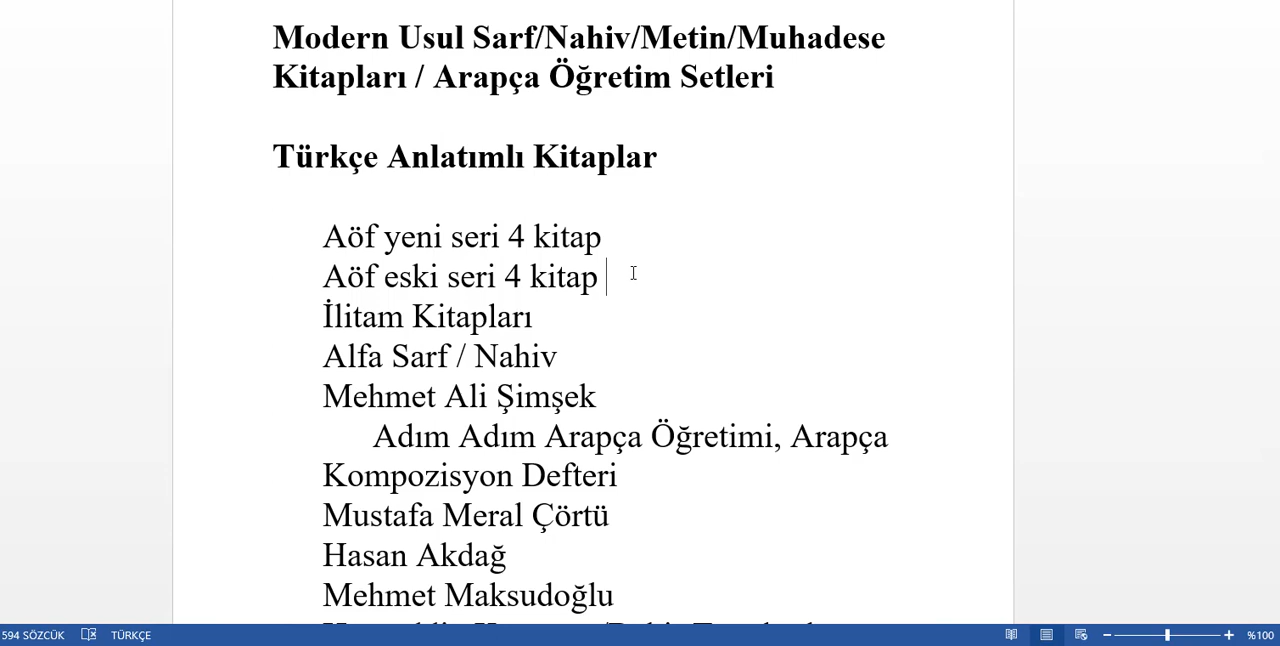 Modern Usul Sarf/Nahiv/Metin/Muhadese
Kitapları / Arapça Öğretim Setleri
Türkçe Anlatımlı Kitaplar
Aöf yeni seri 4 kitap
Aöf eski seri 4 kitap
İlitam Kitapları
Alfa Sarf / Nahiv
Mehmet Ali Şimşek
Adım Adım Arapça Öğretimi, Arapça
Kompozisyon Defteri
Mustafa Meral Çörtü
Hasan Akdağ
Mehmet Maksudoğlu
594 SÖZCÜK TÜRKÇE %100